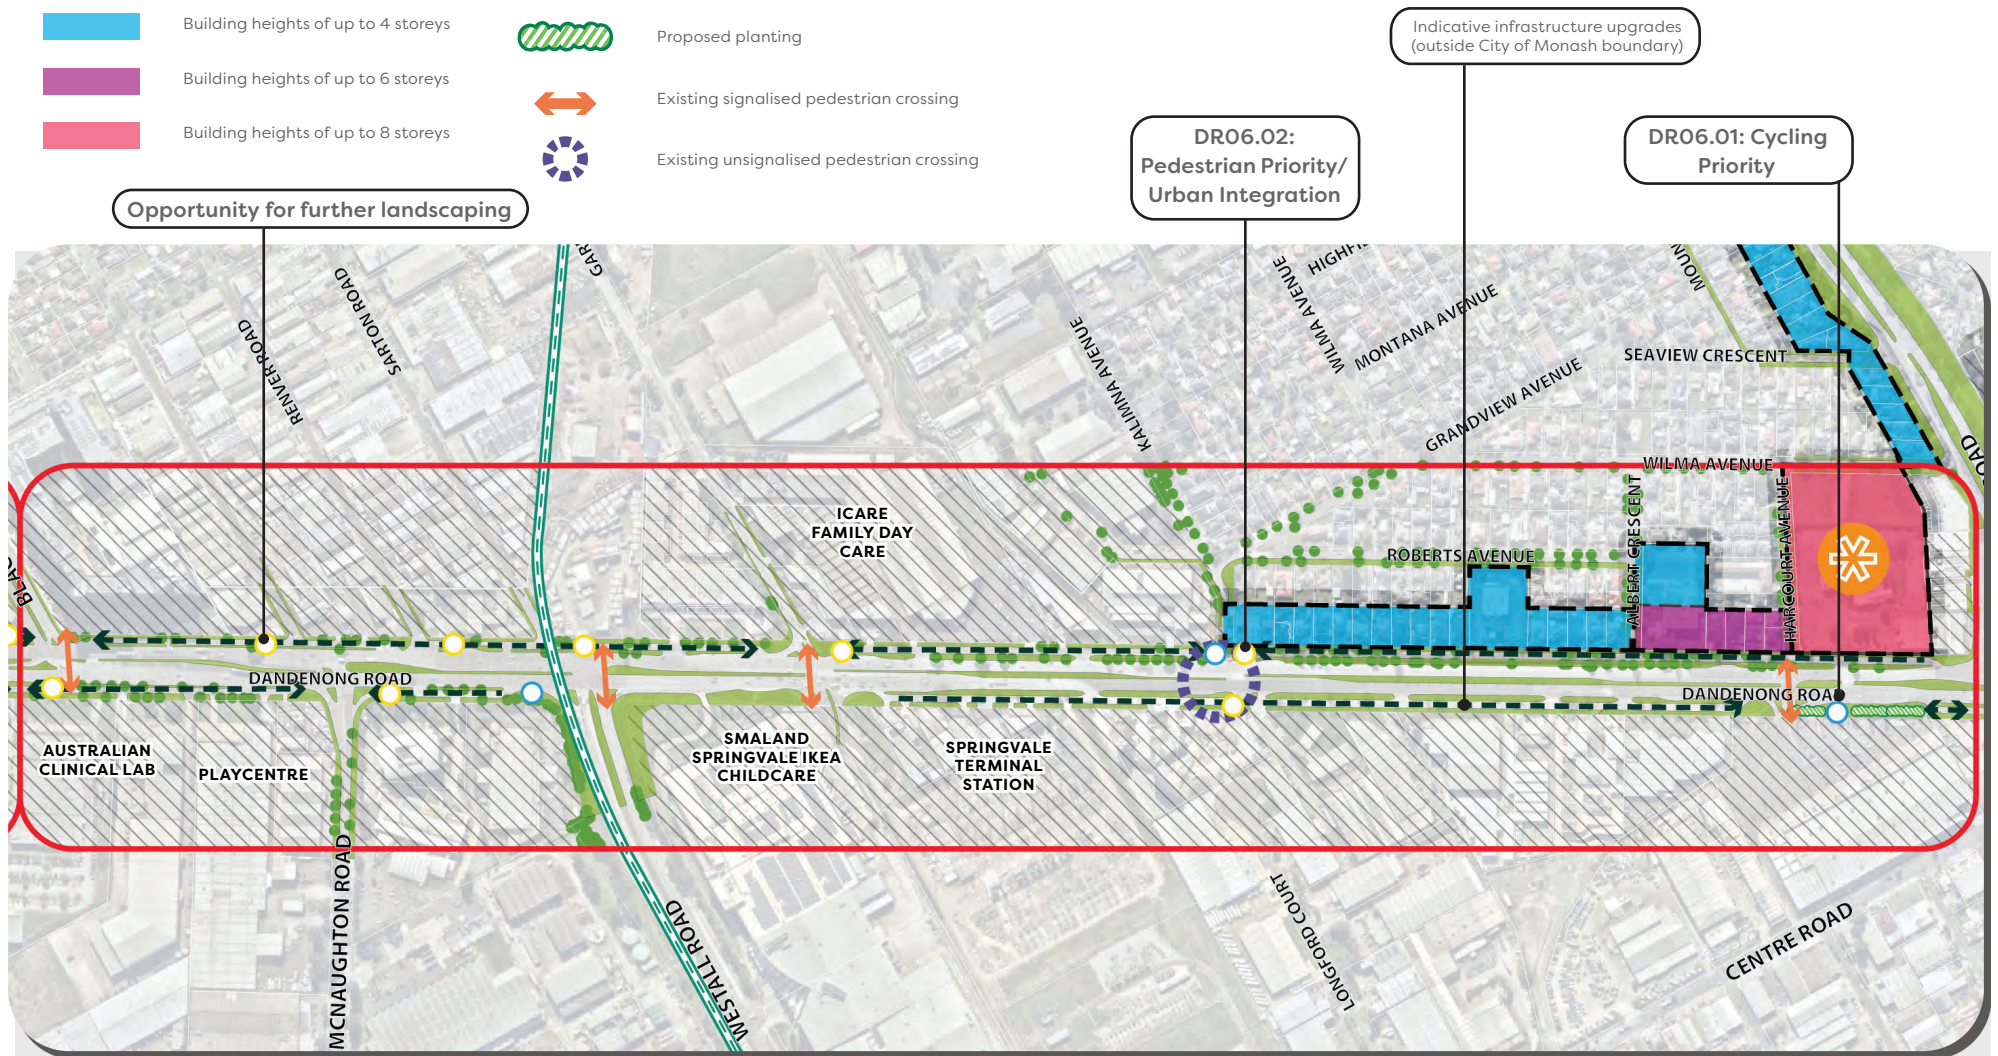 Building heights of up to 4 storeys
Building heights of up to 6 storeys
Building heights of up to 8 storeys
Proposed planting
Existing signalised pedestrian crossing
Existing unsignalised pedestrian crossing
Indicative infrastructure upgrades
(outside City of Monash boundary)
DR06.02:
Pedestrian Priority/
Urban Integration
DR06.01: Cycling
Priority
Opportunity for further landscaping
SARTON ROAD
RENVER ROAD
GAR
KALIMNA AVENUE
WILMA AVENUE
HIGHFI
MONTANA AVENUE
GRANDVIEW AVENUE
MOUN
SEAVIEW CRESCENT
WILMA AVENUE
ROAD
ICARE
FAMILY DAY
CARE
ROBERTS AVENUE
ALBERT CRESCENT
HARCOURT AVENUE
BLAC
DANDENONG ROAD
DANDENONG ROAD
AUSTRALIAN
CLINICAL LAB
PLAYCENTRE
SMALAND
SPRINGVALE IKEA
CHILDCARE
SPRINGVALE
TERMINAL
STATION
MCNAUGHTON ROAD
WESTALL ROAD
LONGFORD COURT
CENTRE ROAD